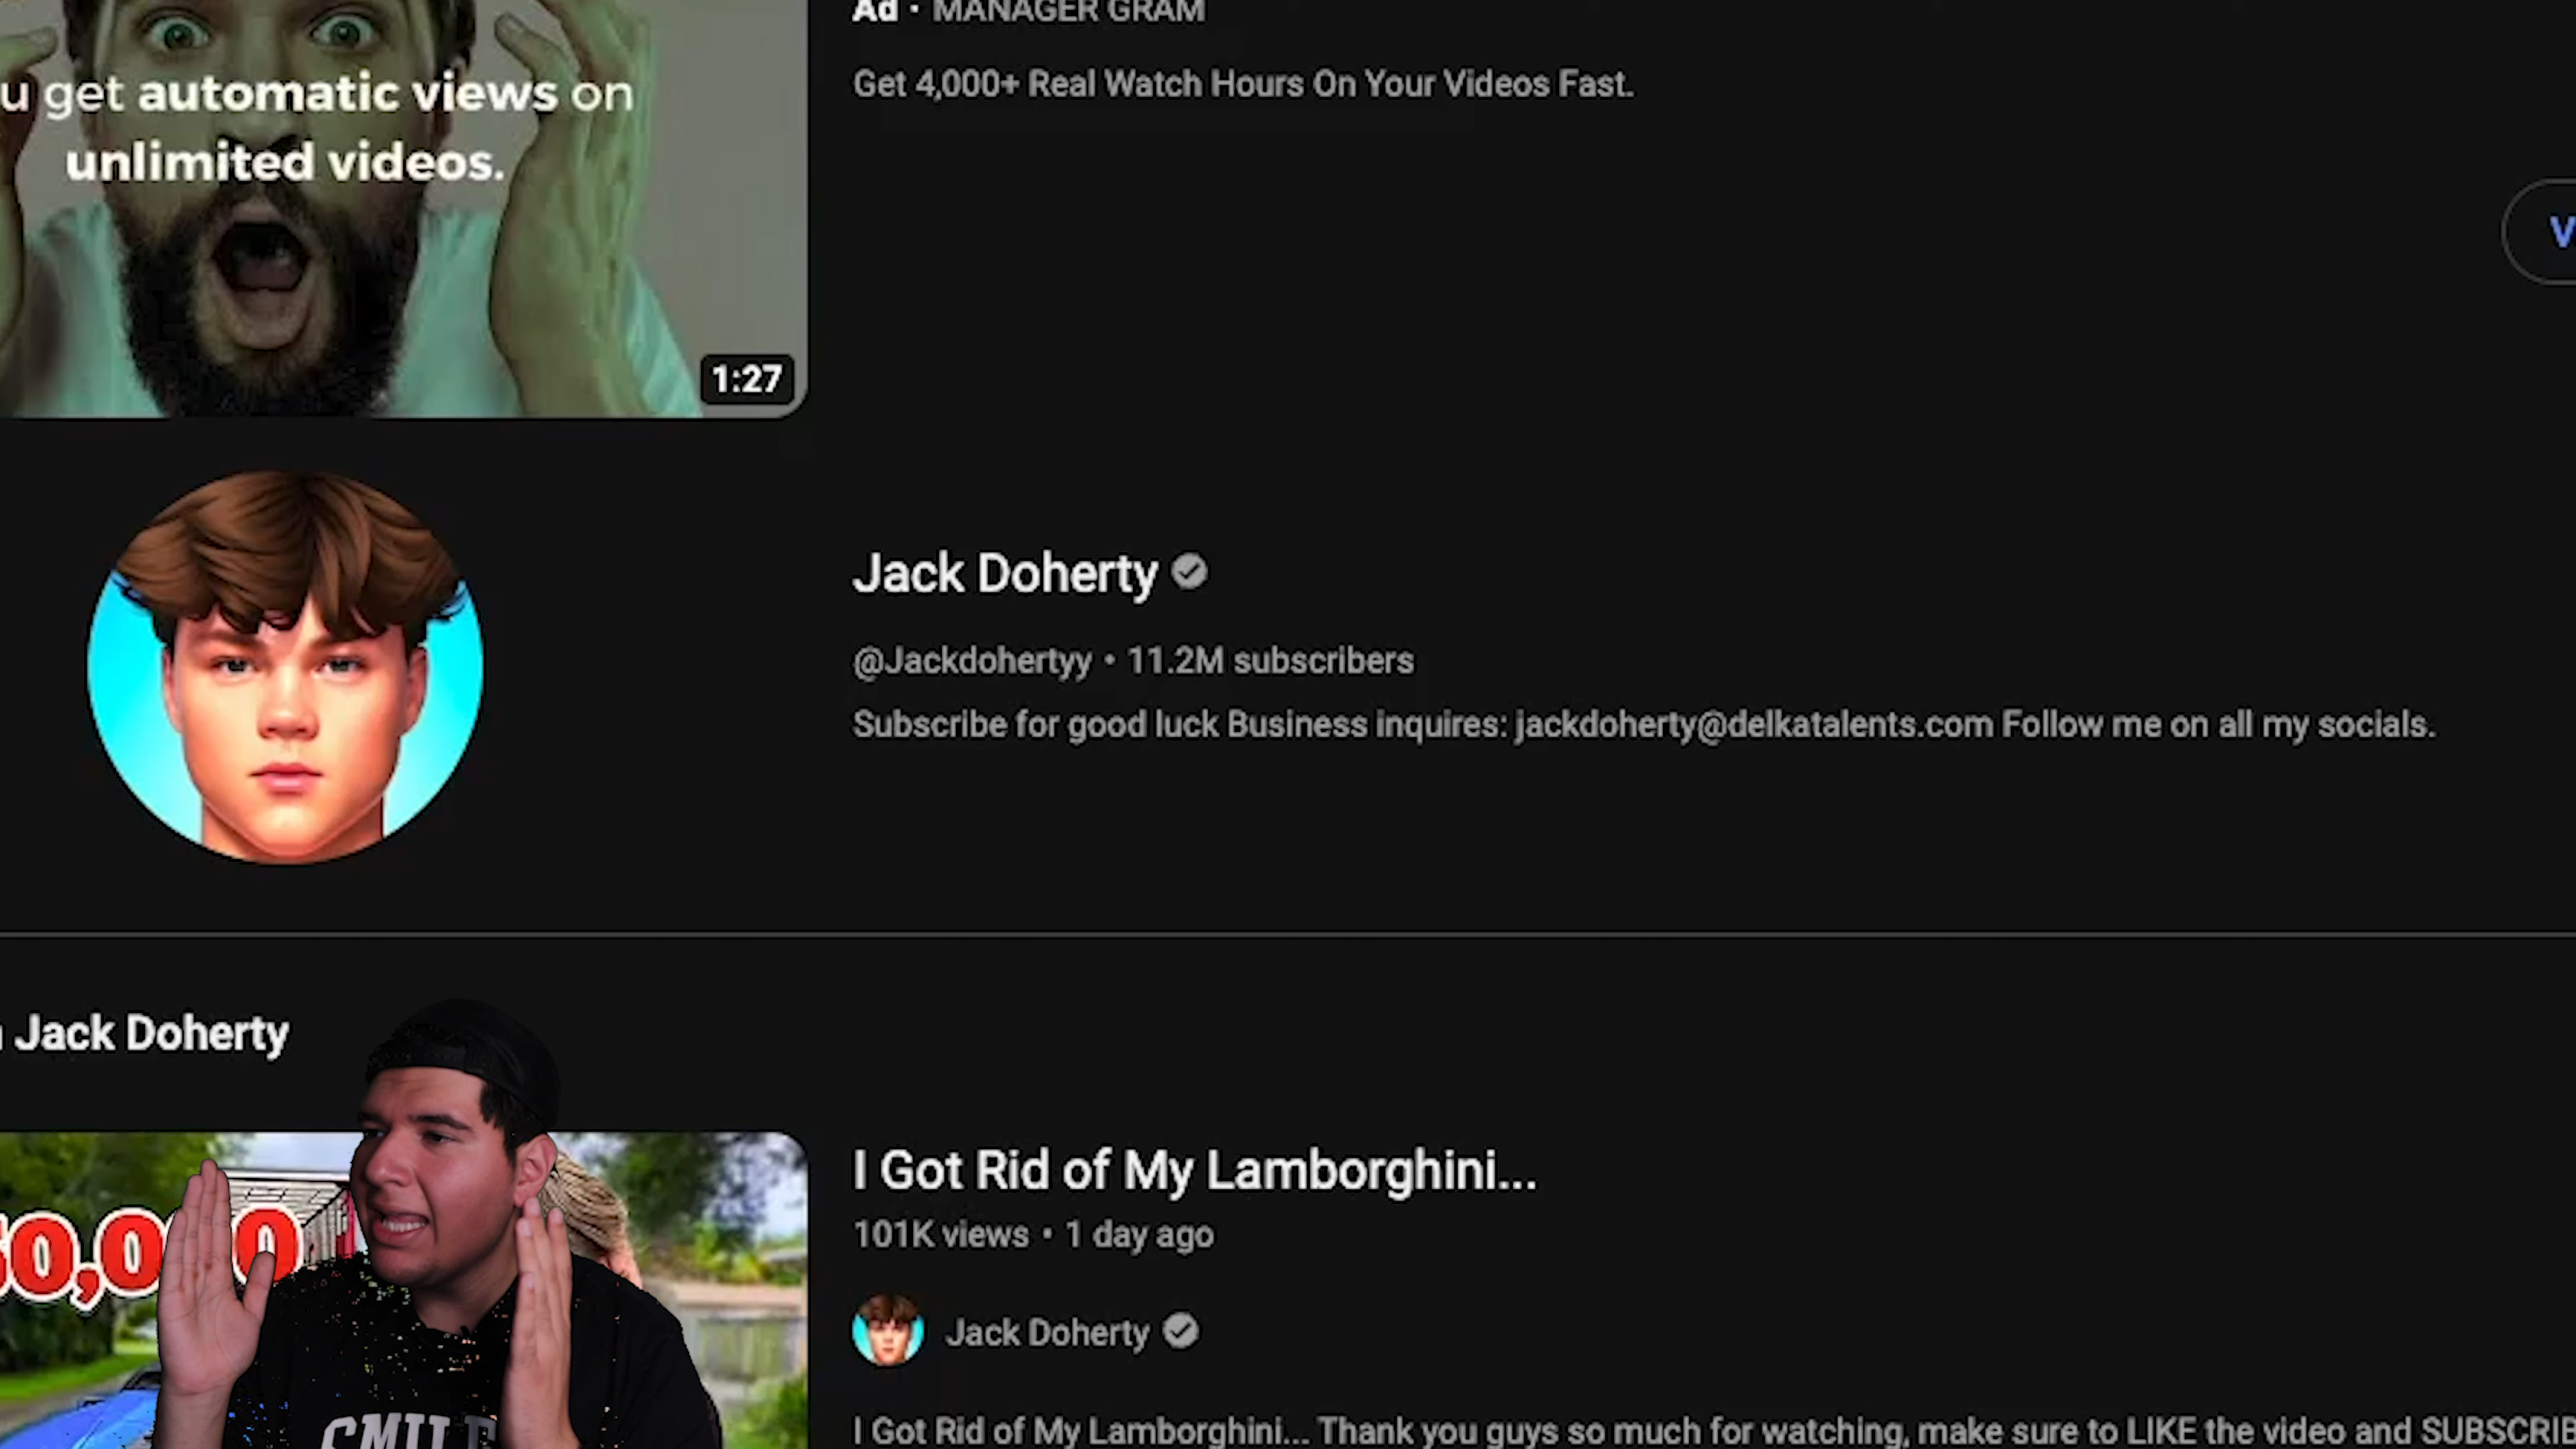 Ad · MANAGER GRAM
Get 4,000+ Real Watch Hours On Your Videos Fast.
u get automatic views on
unlimited videos.
V
1:27
Jack Doherty
@Jackdohertyy · 11.2M subscribers
Subscribe for good luck Business inquires: jackdoherty@delkatalents.com Follow me on all my socials.
Jack Doherty
I Got Rid of My Lamborghini...
101K views · 1 day ago
0,000
Jack Doherty
I Got Rid of My Lamborghini... Thank you guys so much for watching, make sure to LIKE the video and SUBSCRIB
SMILE